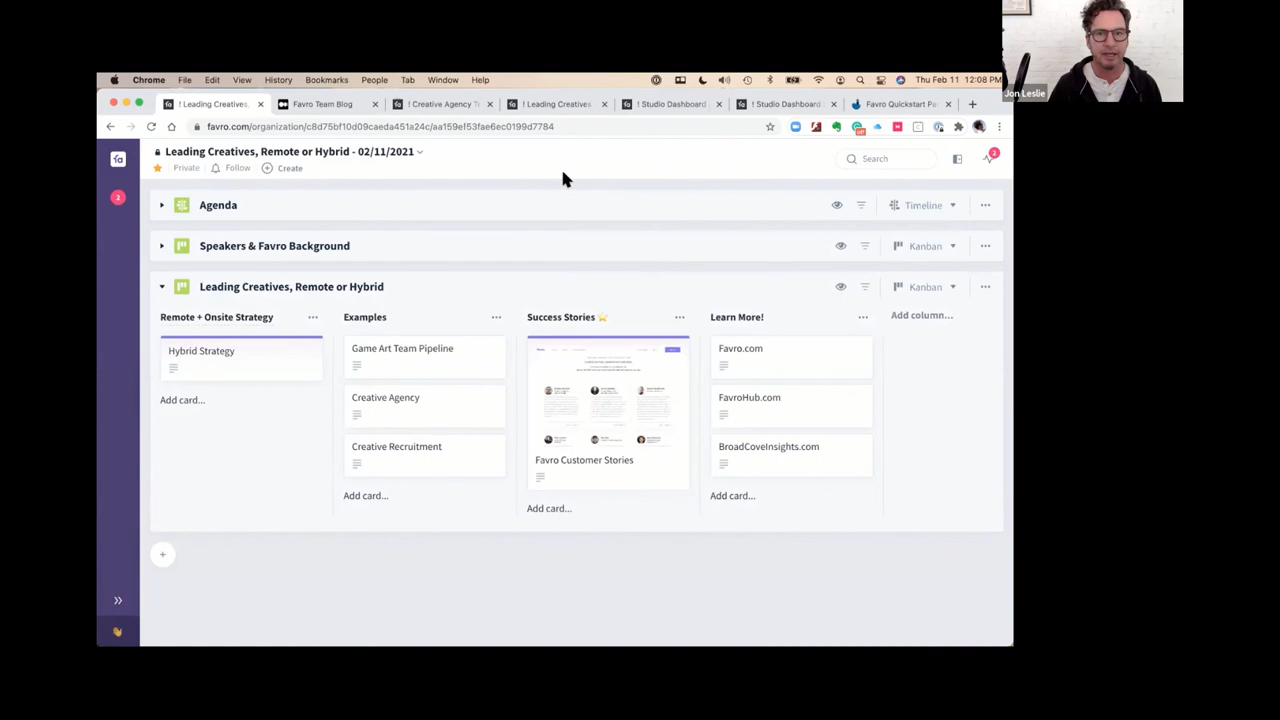 Chrome File Edit View History Bookmarks People Tab Window Help Thu Feb 11 12:08 PM
! Leading Creatives, Favro Team Blog ! Creative Agency T ! Leading Creatives ! Studio Dashboard ! Studio Dashboard Favro Quickstart Pa
favro.com/organization/c8d75bf10d09caeda451a24c/aa159ef53fae6ec0199d7784
Jon Leslie
Leading Creatives, Remote or Hybrid - 02/11/2021
Private Follow Create
Search
2
2
Agenda
Timeline
Speakers & Favro Background
Kanban
Leading Creatives, Remote or Hybrid
Kanban
Remote + Onsite Strategy
Hybrid Strategy
Add card...
Examples
Game Art Team Pipeline
Creative Agency
Creative Recruitment
Add card...
Success Stories ⭐
Favro Customer Stories
Add card...
Learn More!
Favro.com
FavroHub.com
BroadCoveInsights.com
Add card...
Add column...